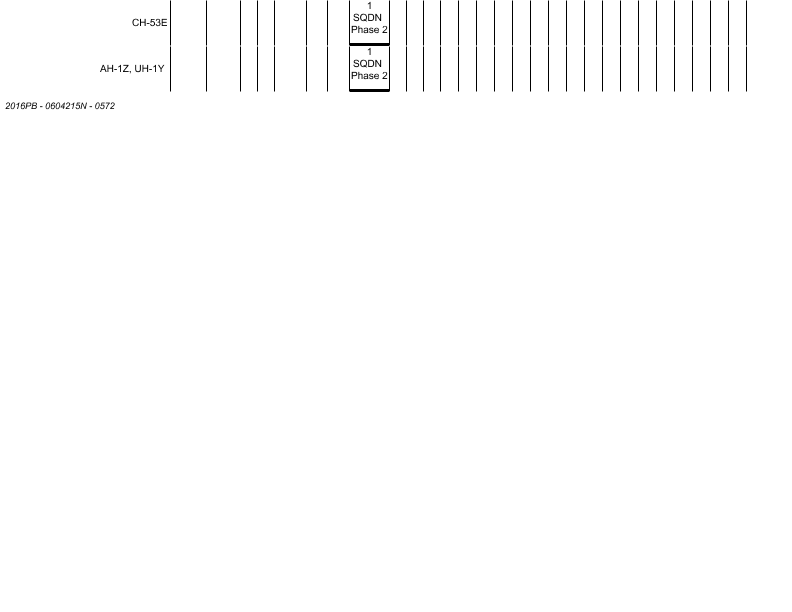 1
SQDN
Phase 2
CH-53E
1
SQDN
Phase 2
AH-1Z, UH-1Y
2016PB - 0604215N - 0572